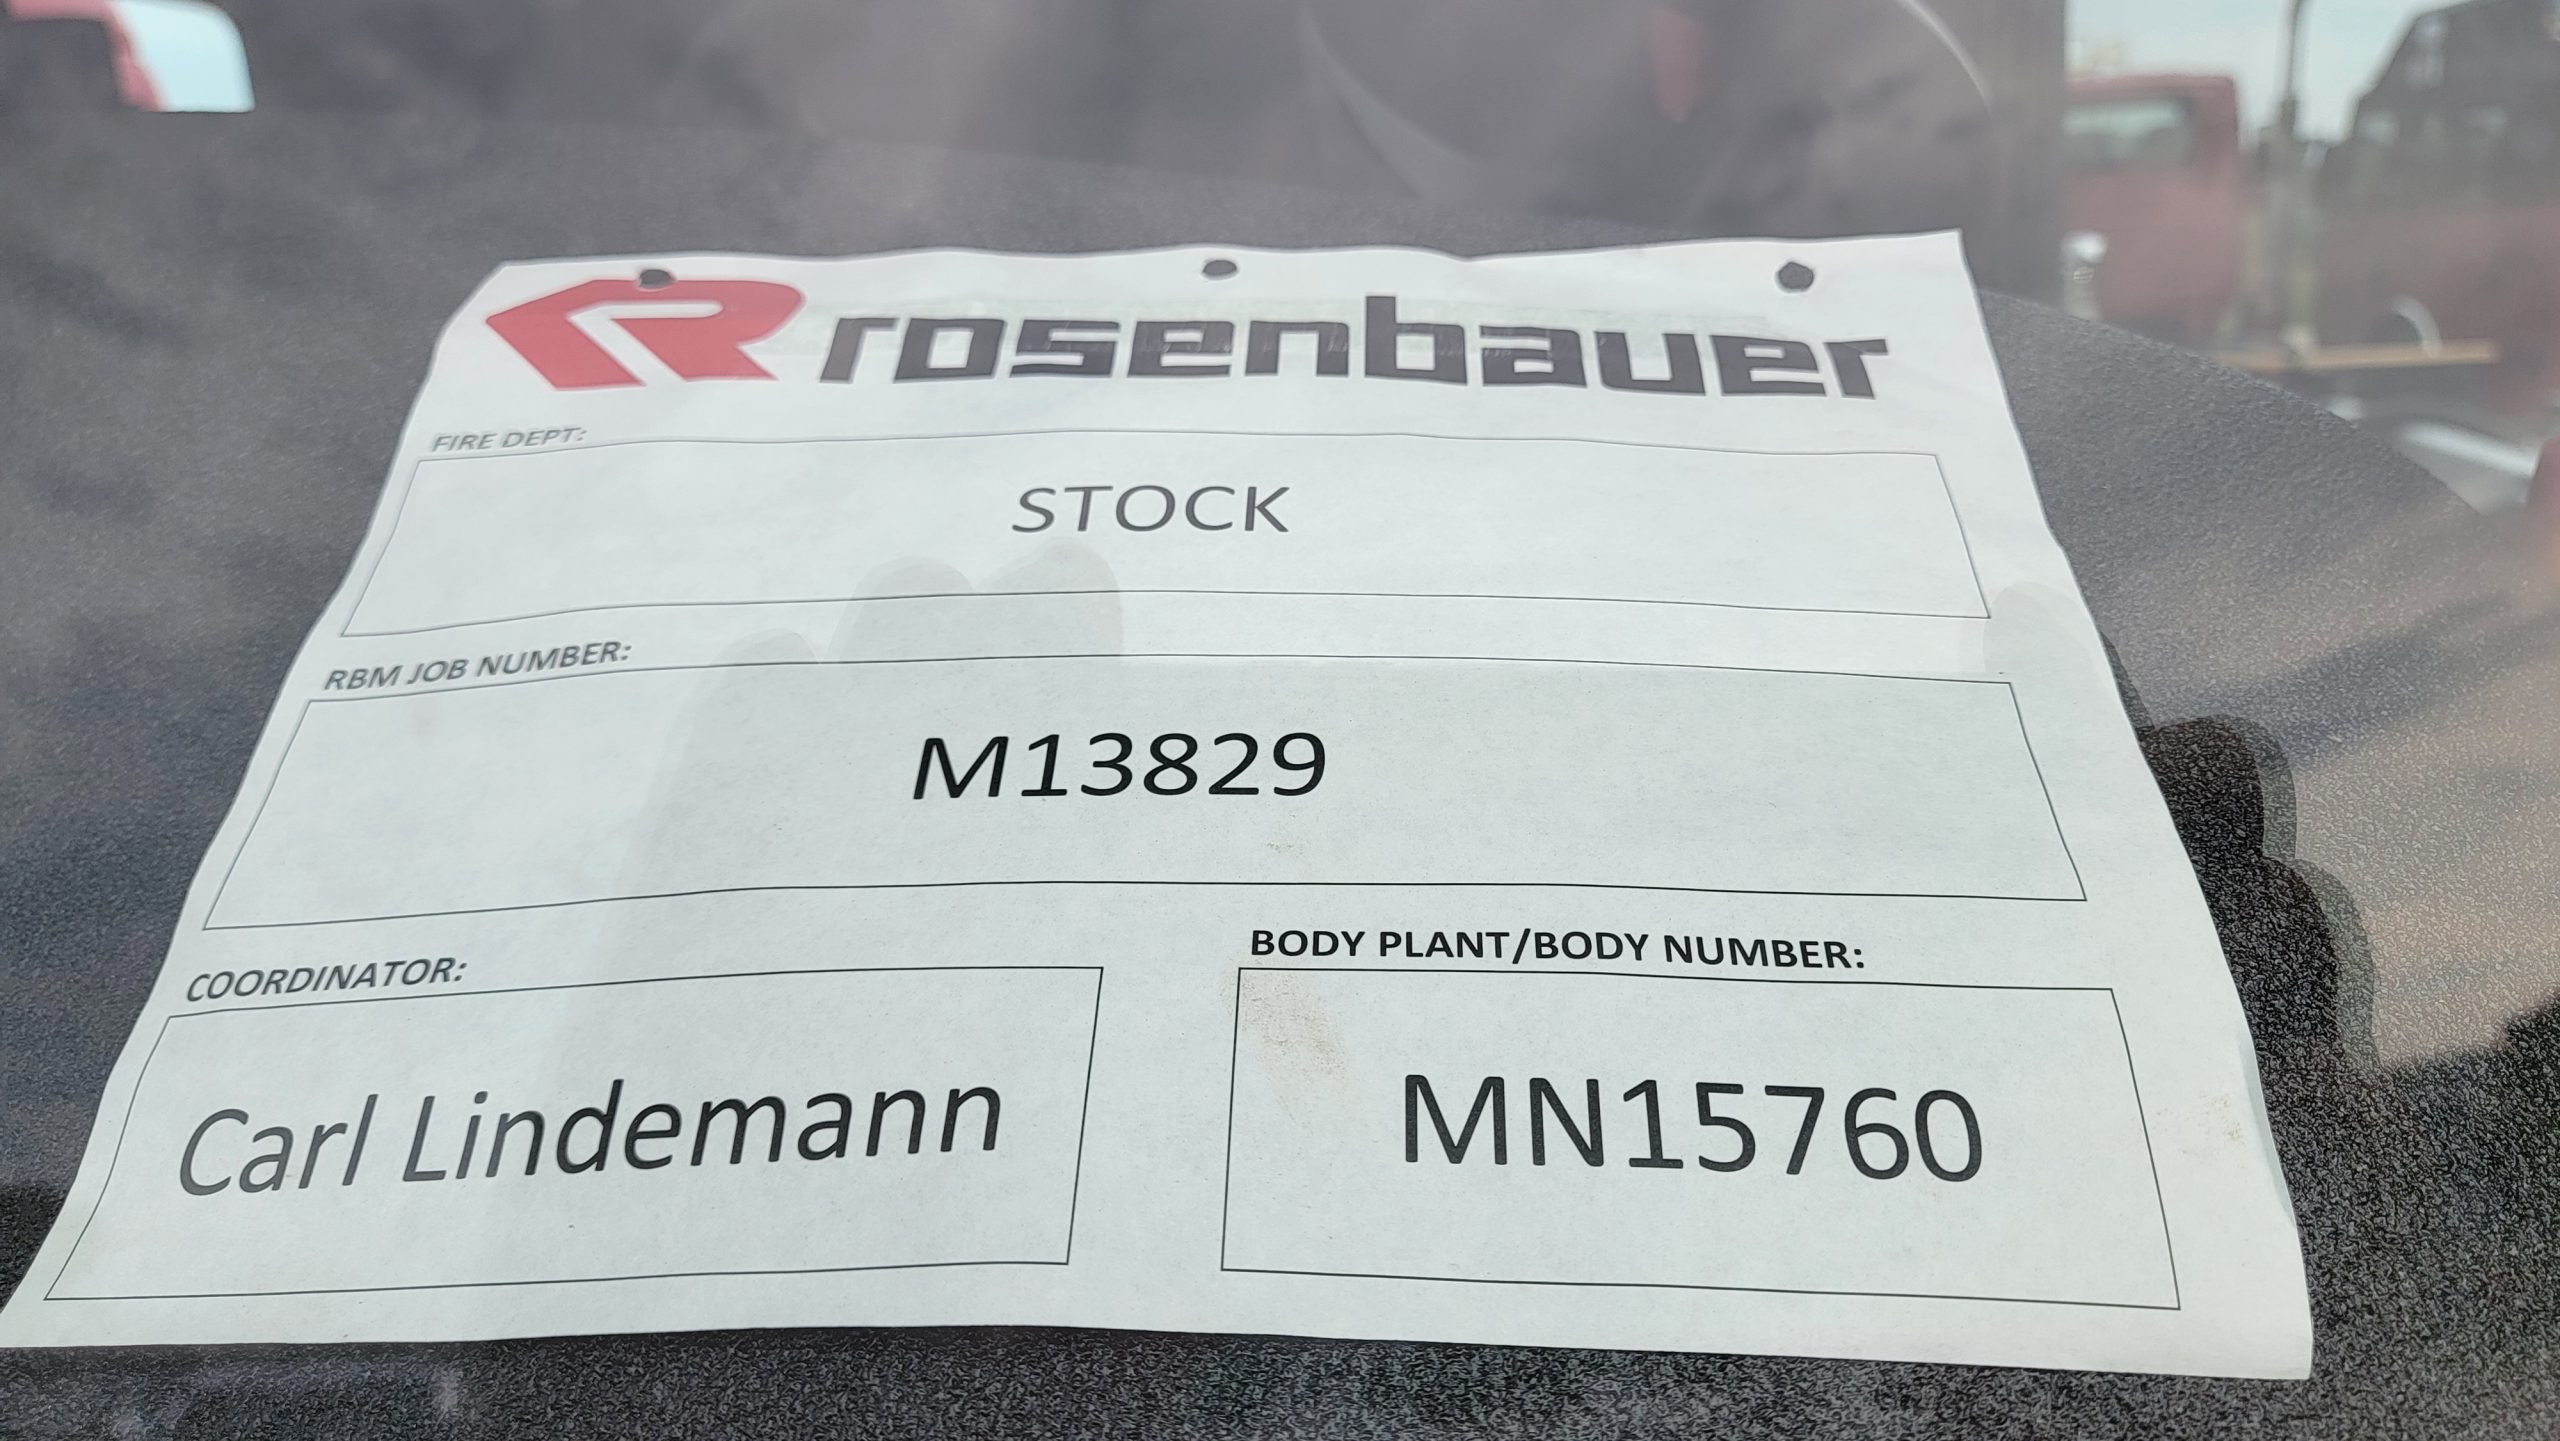 rosenbauer
FIRE DEPT:
STOCK
RBM JOB NUMBER:
M13829
COORDINATOR:
Carl Lindemann
BODY PLANT/BODY NUMBER:
MN15760